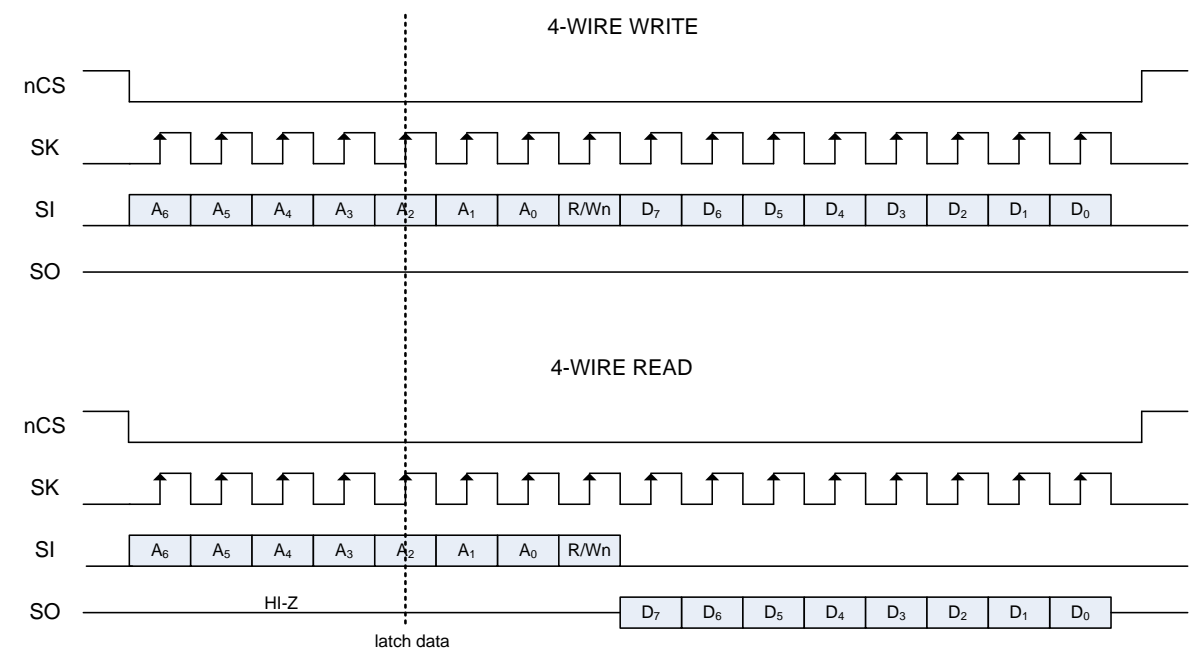 4-WIRE WRITE
nCS
SK
SI A6 A5 A4 A3 A2 A1 A0 R/Wn D7 D6 D5 D4 D3 D2 D1 D0
SO
4-WIRE READ
nCS
SK
SI A6 A5 A4 A3 A2 A1 A0 R/Wn
SO HI-Z D7 D6 D5 D4 D3 D2 D1 D0
latch data